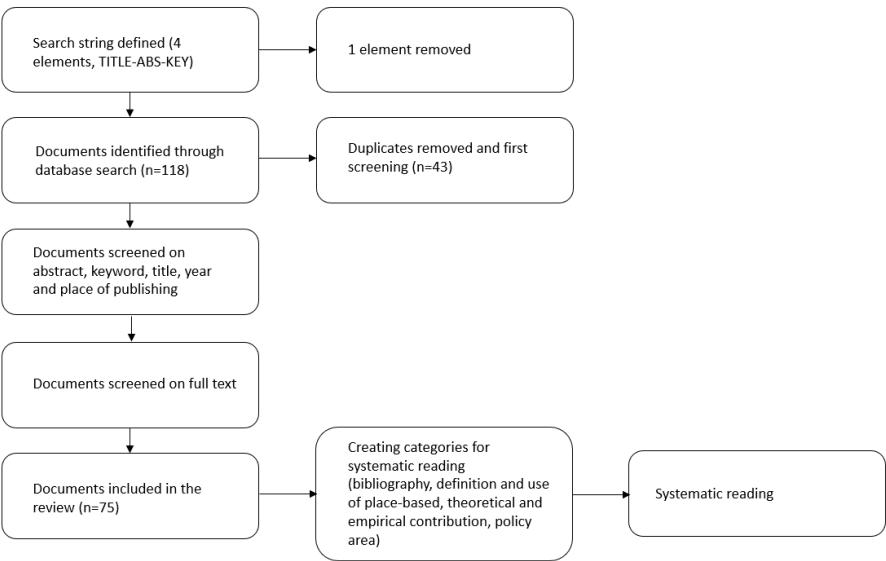 Search string defined (4
elements, TITLE-ABS-KEY)
1 element removed
Documents identified through
database search (n=118)
Duplicates removed and first
screening (n=43)
Documents screened on
abstract, keyword, title, year
and place of publishing
Documents screened on full text
Documents included in the
review (n=75)
Creating categories for
systematic reading
(bibliography, definition and use
of place-based, theoretical and
empirical contribution, policy
area)
Systematic reading